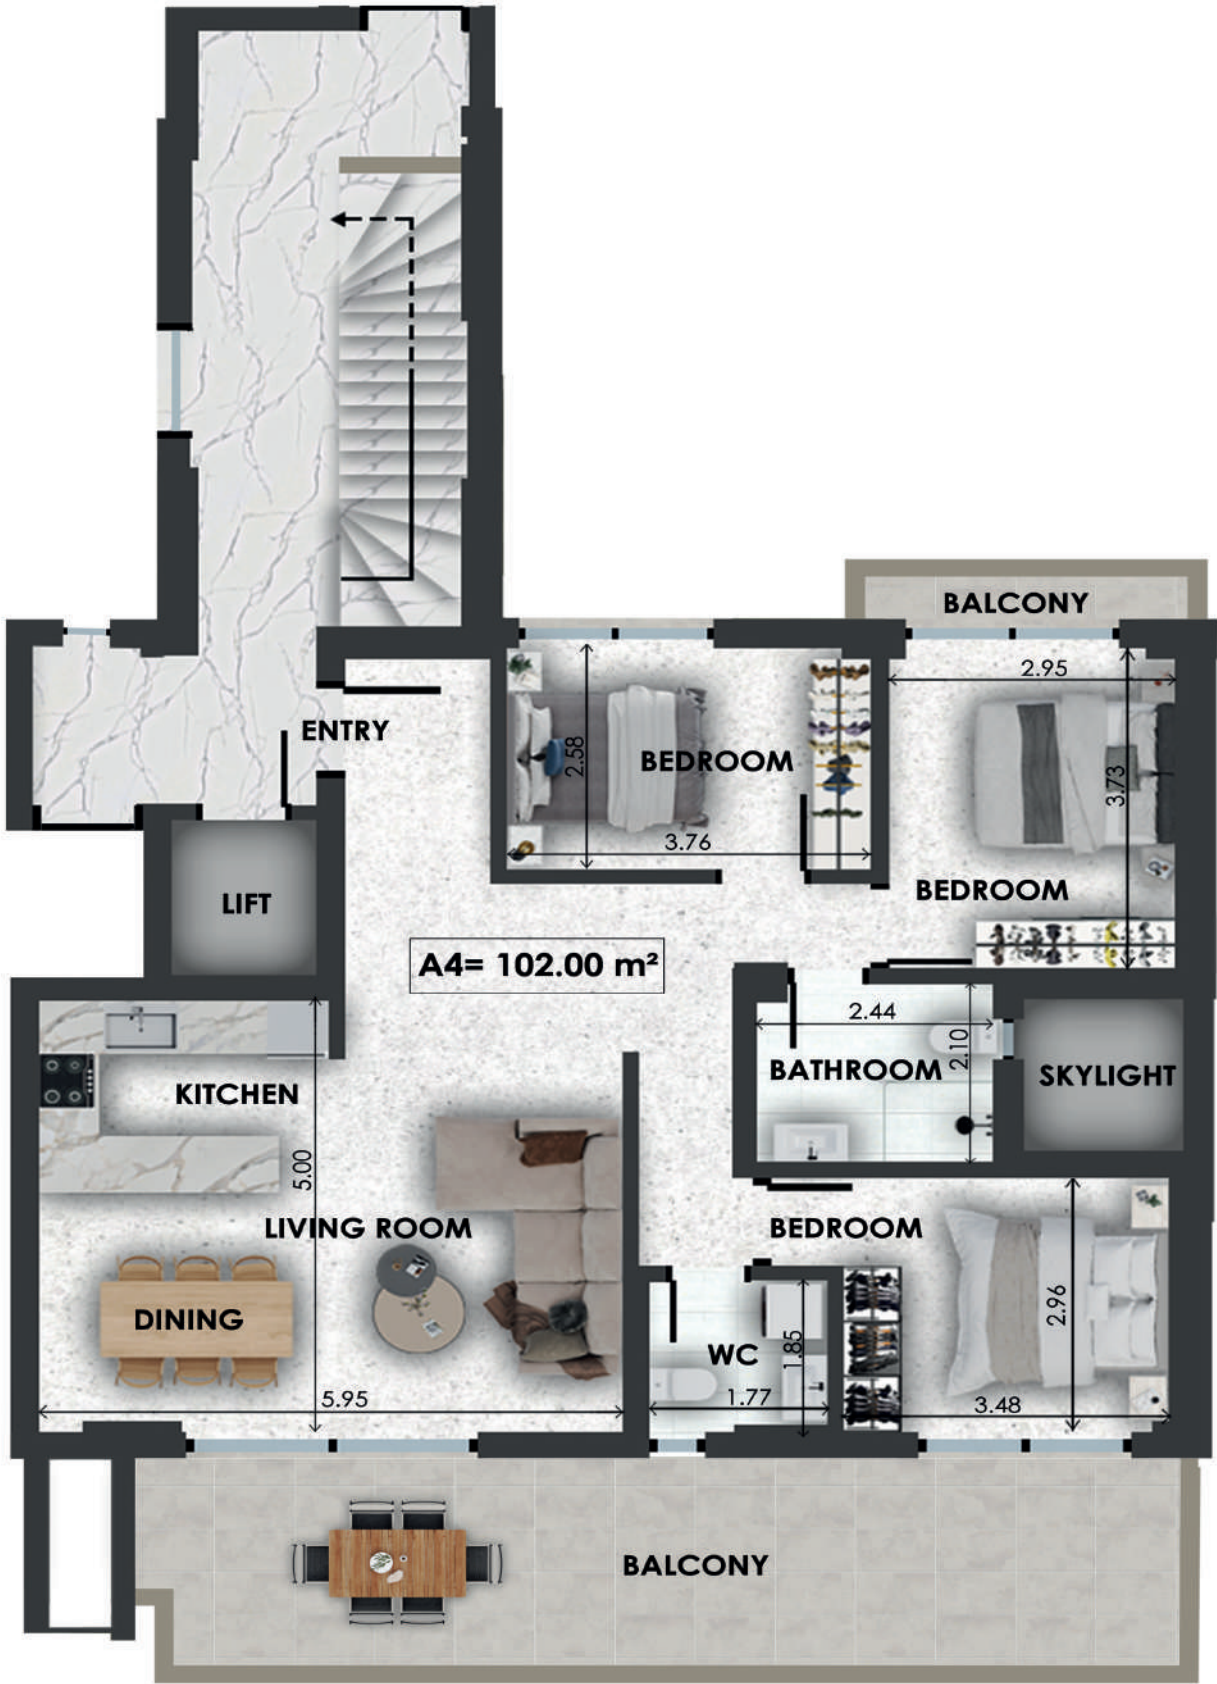 BALCONY
2.95
ENTRY
2.58
BEDROOM
3.73
3.76
BEDROOM
LIFT
A4= 102.00 m²
2.44
2.10
BATHROOM
SKYLIGHT
KITCHEN
5.00
LIVING ROOM
BEDROOM
DINING
2.96
WC
1.85
5.95
1.77
3.48
BALCONY